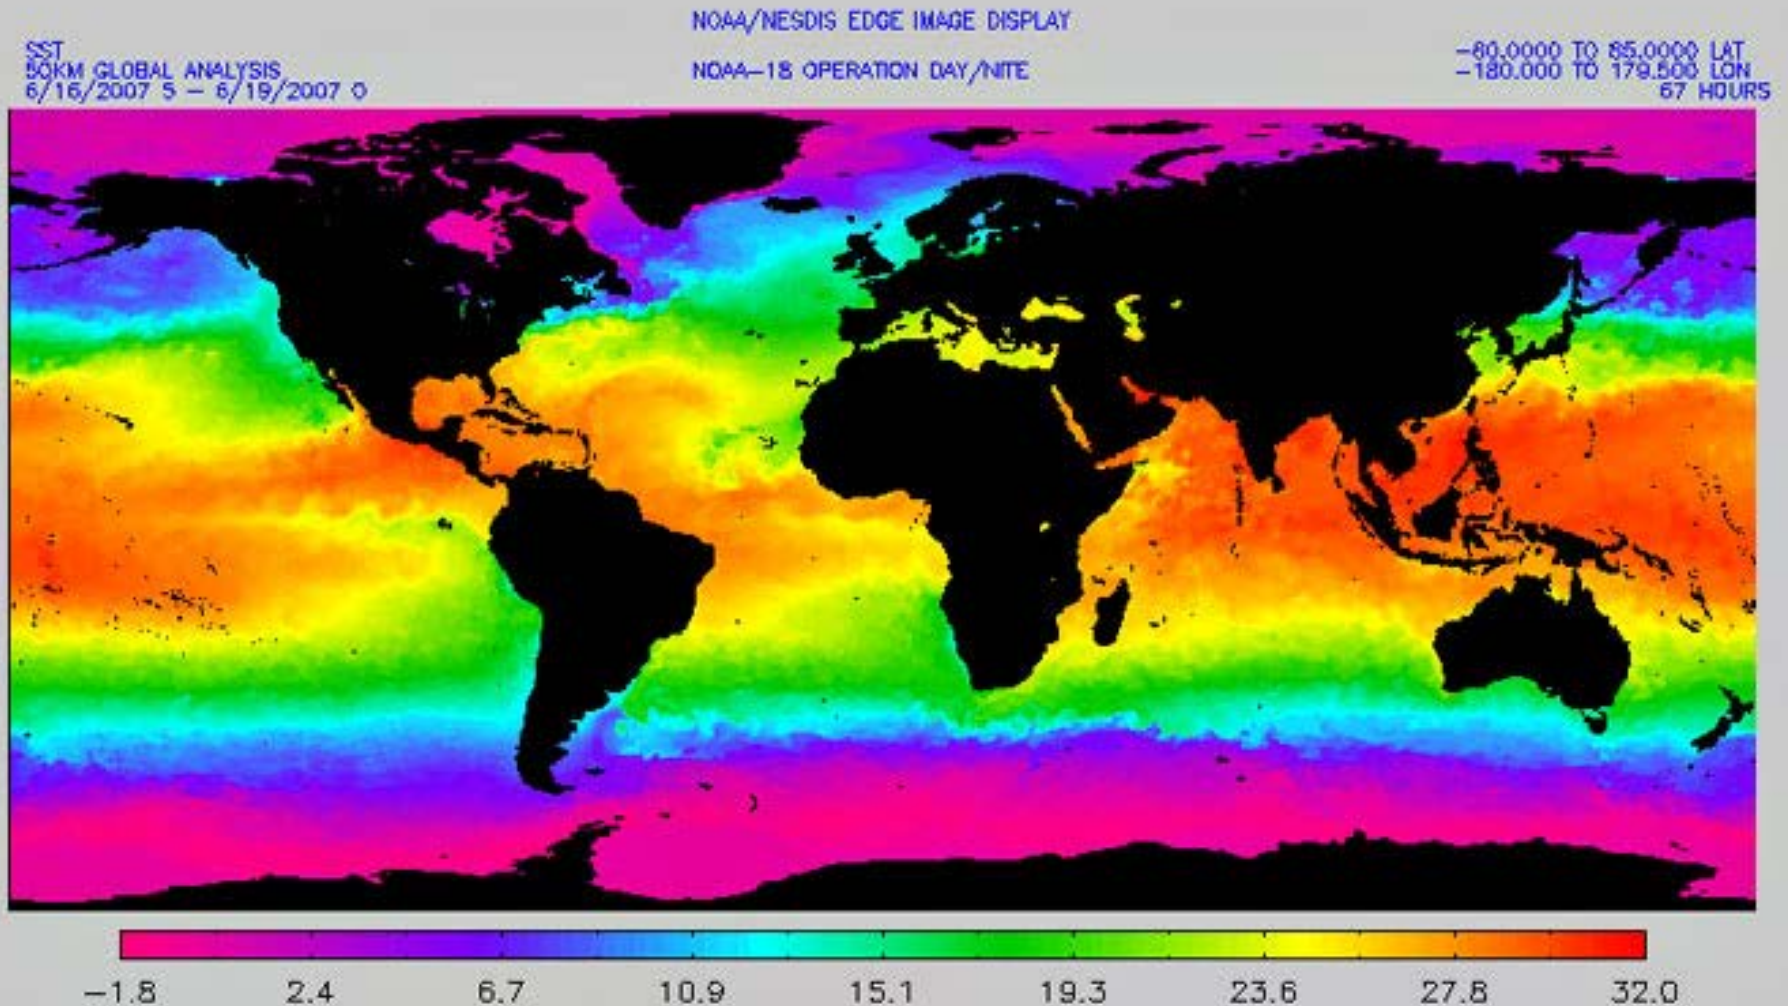 NOAA/NESDIS EDGE IMAGE DISPLAY
SST
50KM GLOBAL ANALYSIS
6/16/2007 5 – 6/19/2007 0
NOAA–18 OPERATION DAY/NITE
–80.0000 TO 85.0000 LAT
–180.000 TO 179.500 LON
67 HOURS
–1.8 2.4 6.7 10.9 15.1 19.3 23.6 27.8 32.0